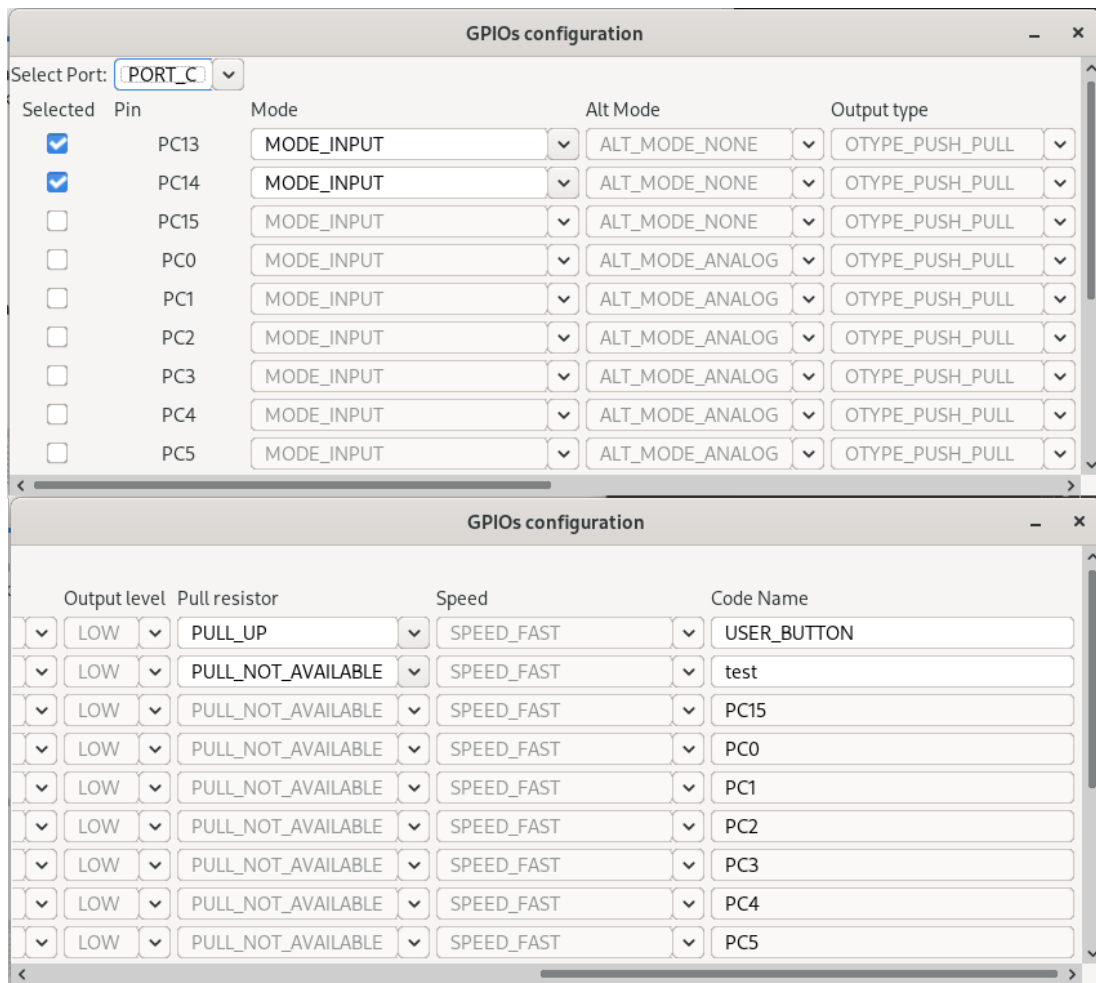 GPIOs configuration
Select Port: PORT_C
Selected Pin Mode Alt Mode Output type
PC13 MODE_INPUT ALT_MODE_NONE OTYPE_PUSH_PULL
PC14 MODE_INPUT ALT_MODE_NONE OTYPE_PUSH_PULL
PC15 MODE_INPUT ALT_MODE_NONE OTYPE_PUSH_PULL
PC0 MODE_INPUT ALT_MODE_ANALOG OTYPE_PUSH_PULL
PC1 MODE_INPUT ALT_MODE_ANALOG OTYPE_PUSH_PULL
PC2 MODE_INPUT ALT_MODE_ANALOG OTYPE_PUSH_PULL
PC3 MODE_INPUT ALT_MODE_ANALOG OTYPE_PUSH_PULL
PC4 MODE_INPUT ALT_MODE_ANALOG OTYPE_PUSH_PULL
PC5 MODE_INPUT ALT_MODE_ANALOG OTYPE_PUSH_PULL
GPIOs configuration
Output level Pull resistor Speed Code Name
LOW PULL_UP SPEED_FAST USER_BUTTON
LOW PULL_NOT_AVAILABLE SPEED_FAST test
LOW PULL_NOT_AVAILABLE SPEED_FAST PC15
LOW PULL_NOT_AVAILABLE SPEED_FAST PC0
LOW PULL_NOT_AVAILABLE SPEED_FAST PC1
LOW PULL_NOT_AVAILABLE SPEED_FAST PC2
LOW PULL_NOT_AVAILABLE SPEED_FAST PC3
LOW PULL_NOT_AVAILABLE SPEED_FAST PC4
LOW PULL_NOT_AVAILABLE SPEED_FAST PC5